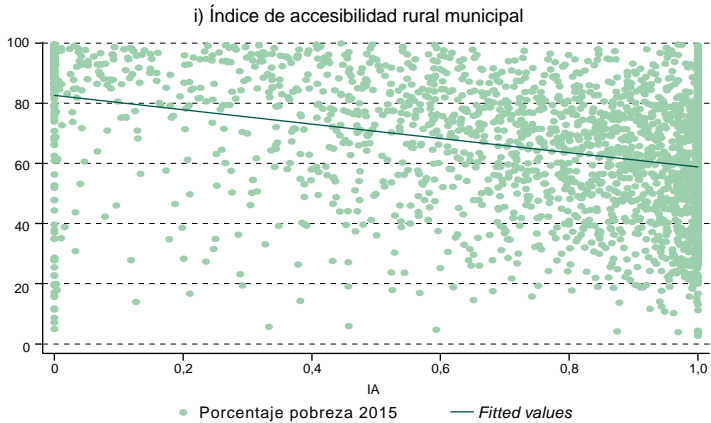 i) Índice de accesibilidad rural municipal
100
80
60
40
20
0
0 0,2 0,4 0,6 0,8 1,0
IA
Porcentaje pobreza 2015 Fitted values